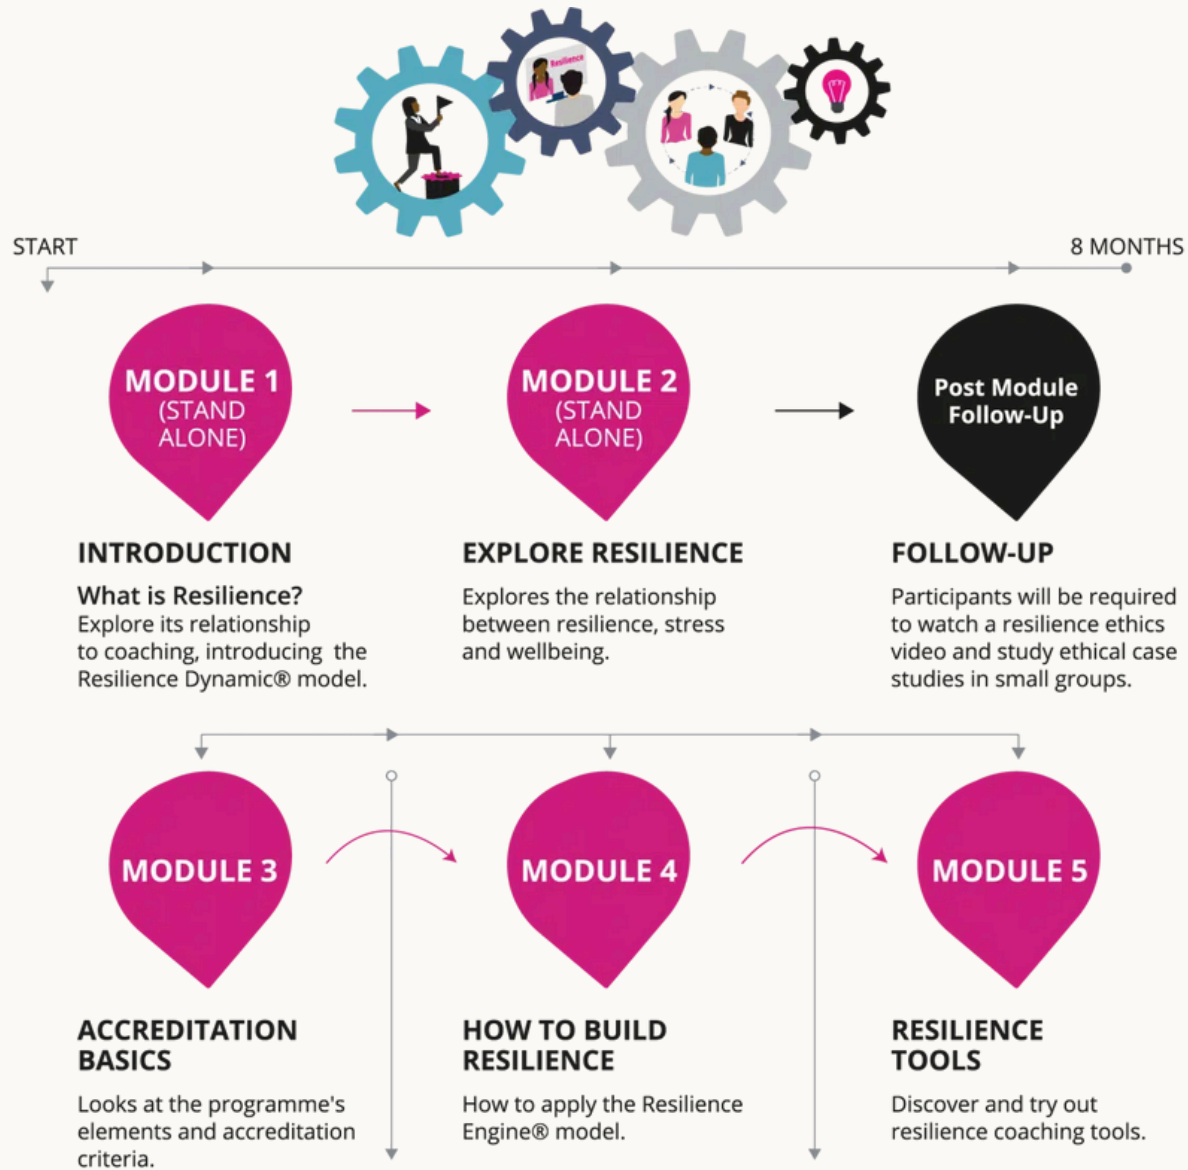 Resilience
START
8 MONTHS
MODULE 1
(STAND
ALONE)
MODULE 2
(STAND
ALONE)
Post Module
Follow-Up
INTRODUCTION
What is Resilience?
Explore its relationship
to coaching, introducing the
Resilience Dynamic® model.
EXPLORE RESILIENCE
Explores the relationship
between resilience, stress
and wellbeing.
FOLLOW-UP
Participants will be required
to watch a resilience ethics
video and study ethical case
studies in small groups.
MODULE 3
MODULE 4
MODULE 5
ACCREDITATION
BASICS
Looks at the programme's
elements and accreditation
criteria.
HOW TO BUILD
RESILIENCE
How to apply the Resilience
Engine® model.
RESILIENCE
TOOLS
Discover and try out
resilience coaching tools.